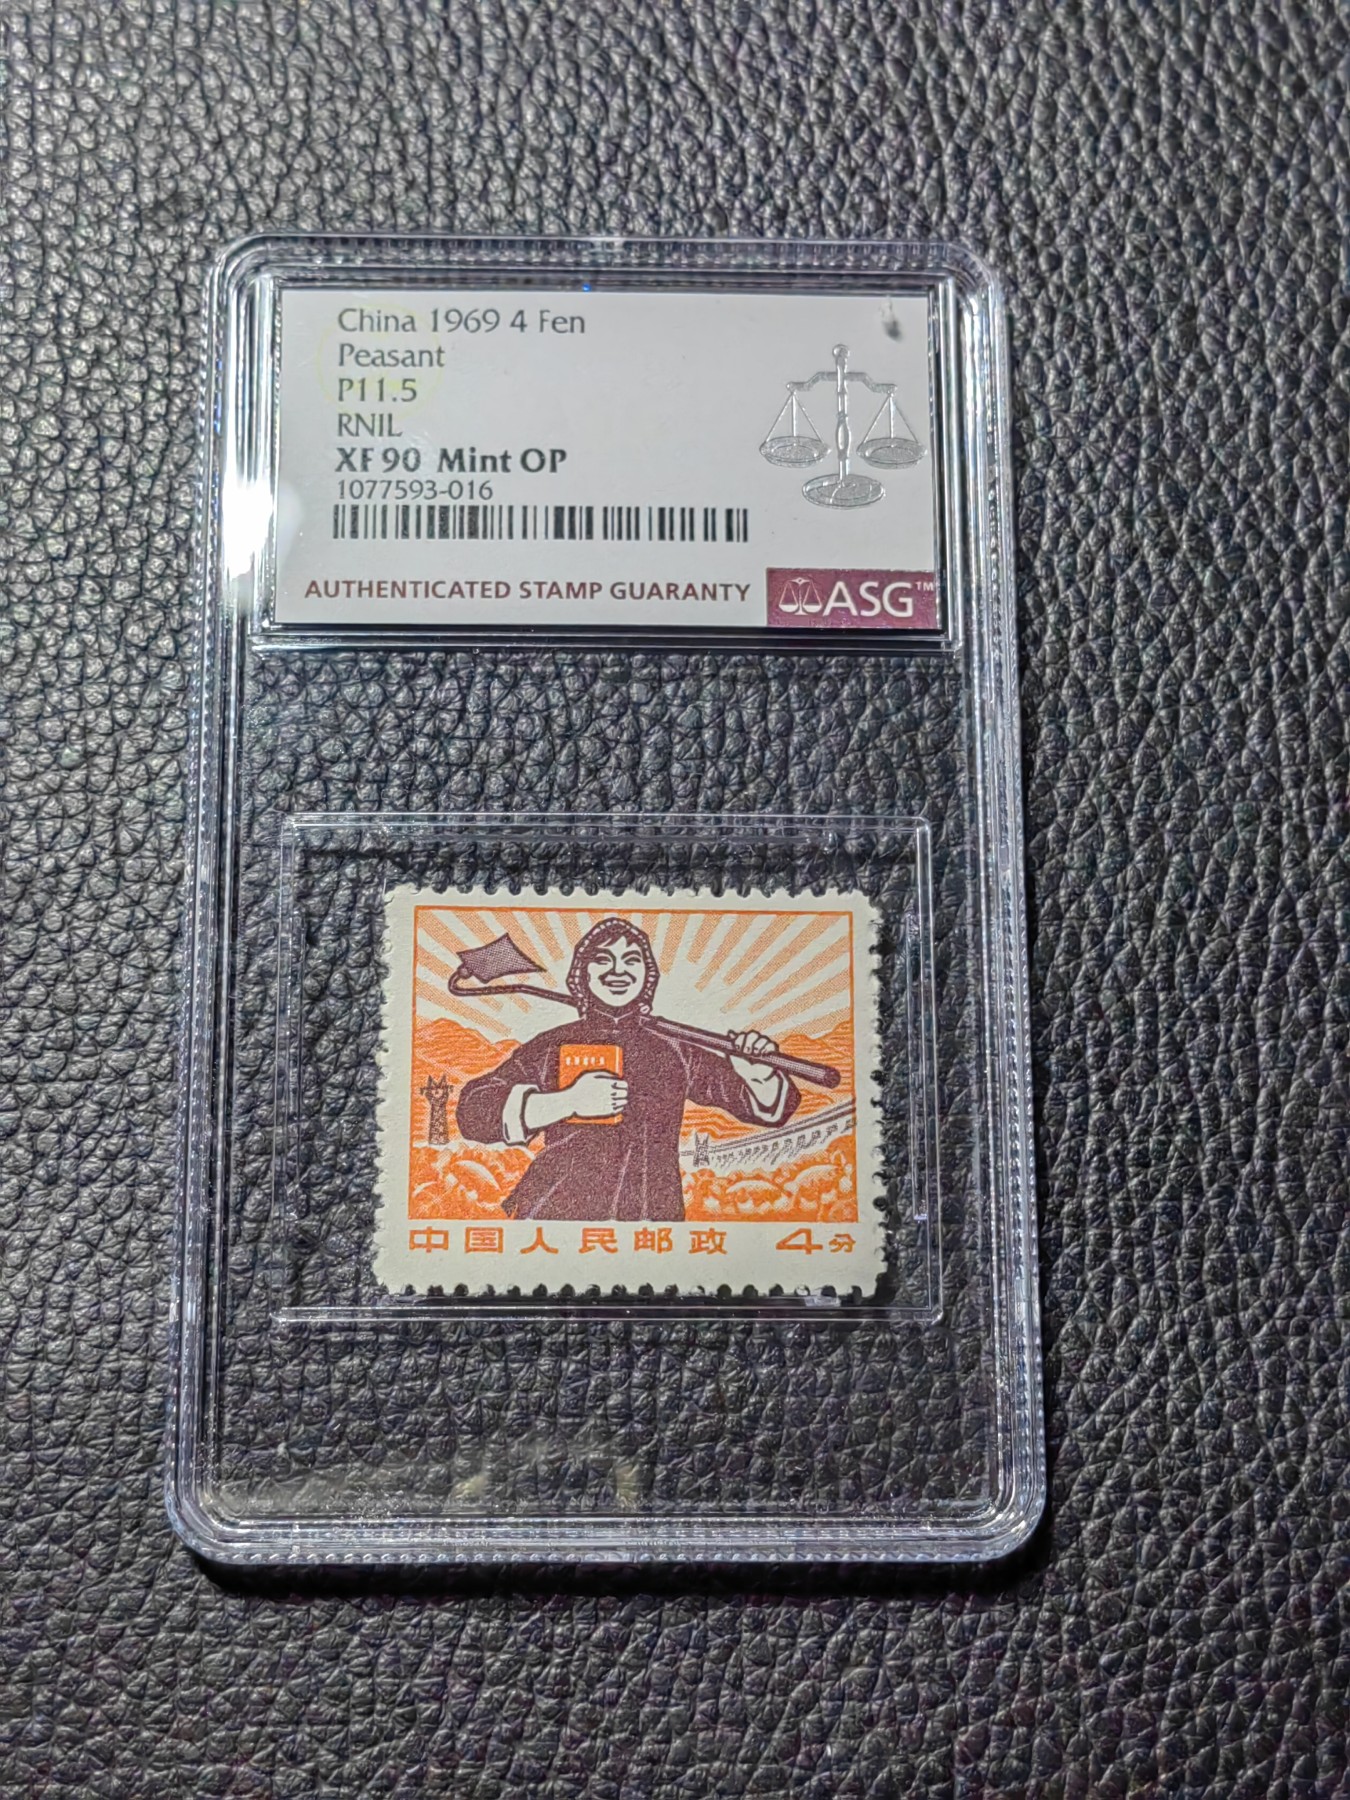 China 1969 4 Fen
Peasant
P11.5
RNIL
XF 90 Mint OP
1077593-016
AUTHENTICATED STAMP GUARANTY
ASG™
中国人民邮政 4分